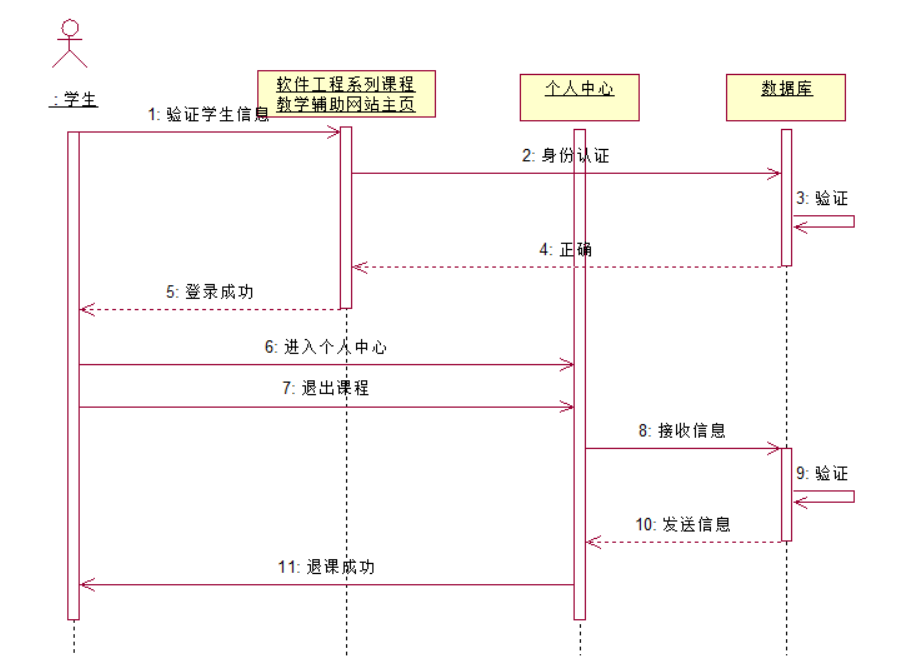 : 学生
软件工程系列课程
教学辅助网站主页
个人中心
数据库
1: 验证学生信息
2: 身份认证
3: 验证
4: 正确
5: 登录成功
6: 进入个人中心
7: 退出课程
8: 接收信息
9: 验证
10: 发送信息
11: 退课成功